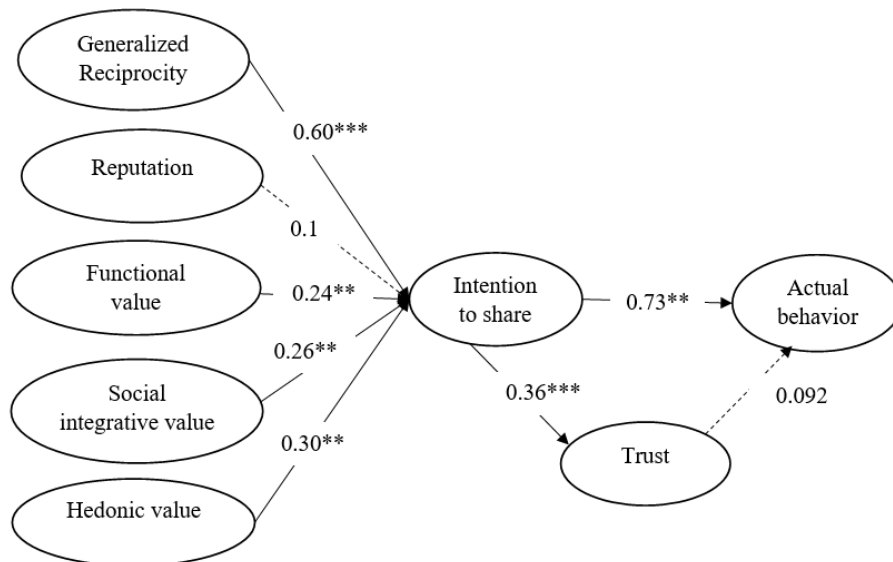 Generalized
Reciprocity
0.60***
Reputation
0.1
Functional
value
0.24**
Intention
to share
0.73**
Actual
behavior
0.26**
Social
integrative value
0.36***
0.092
0.30**
Trust
Hedonic value